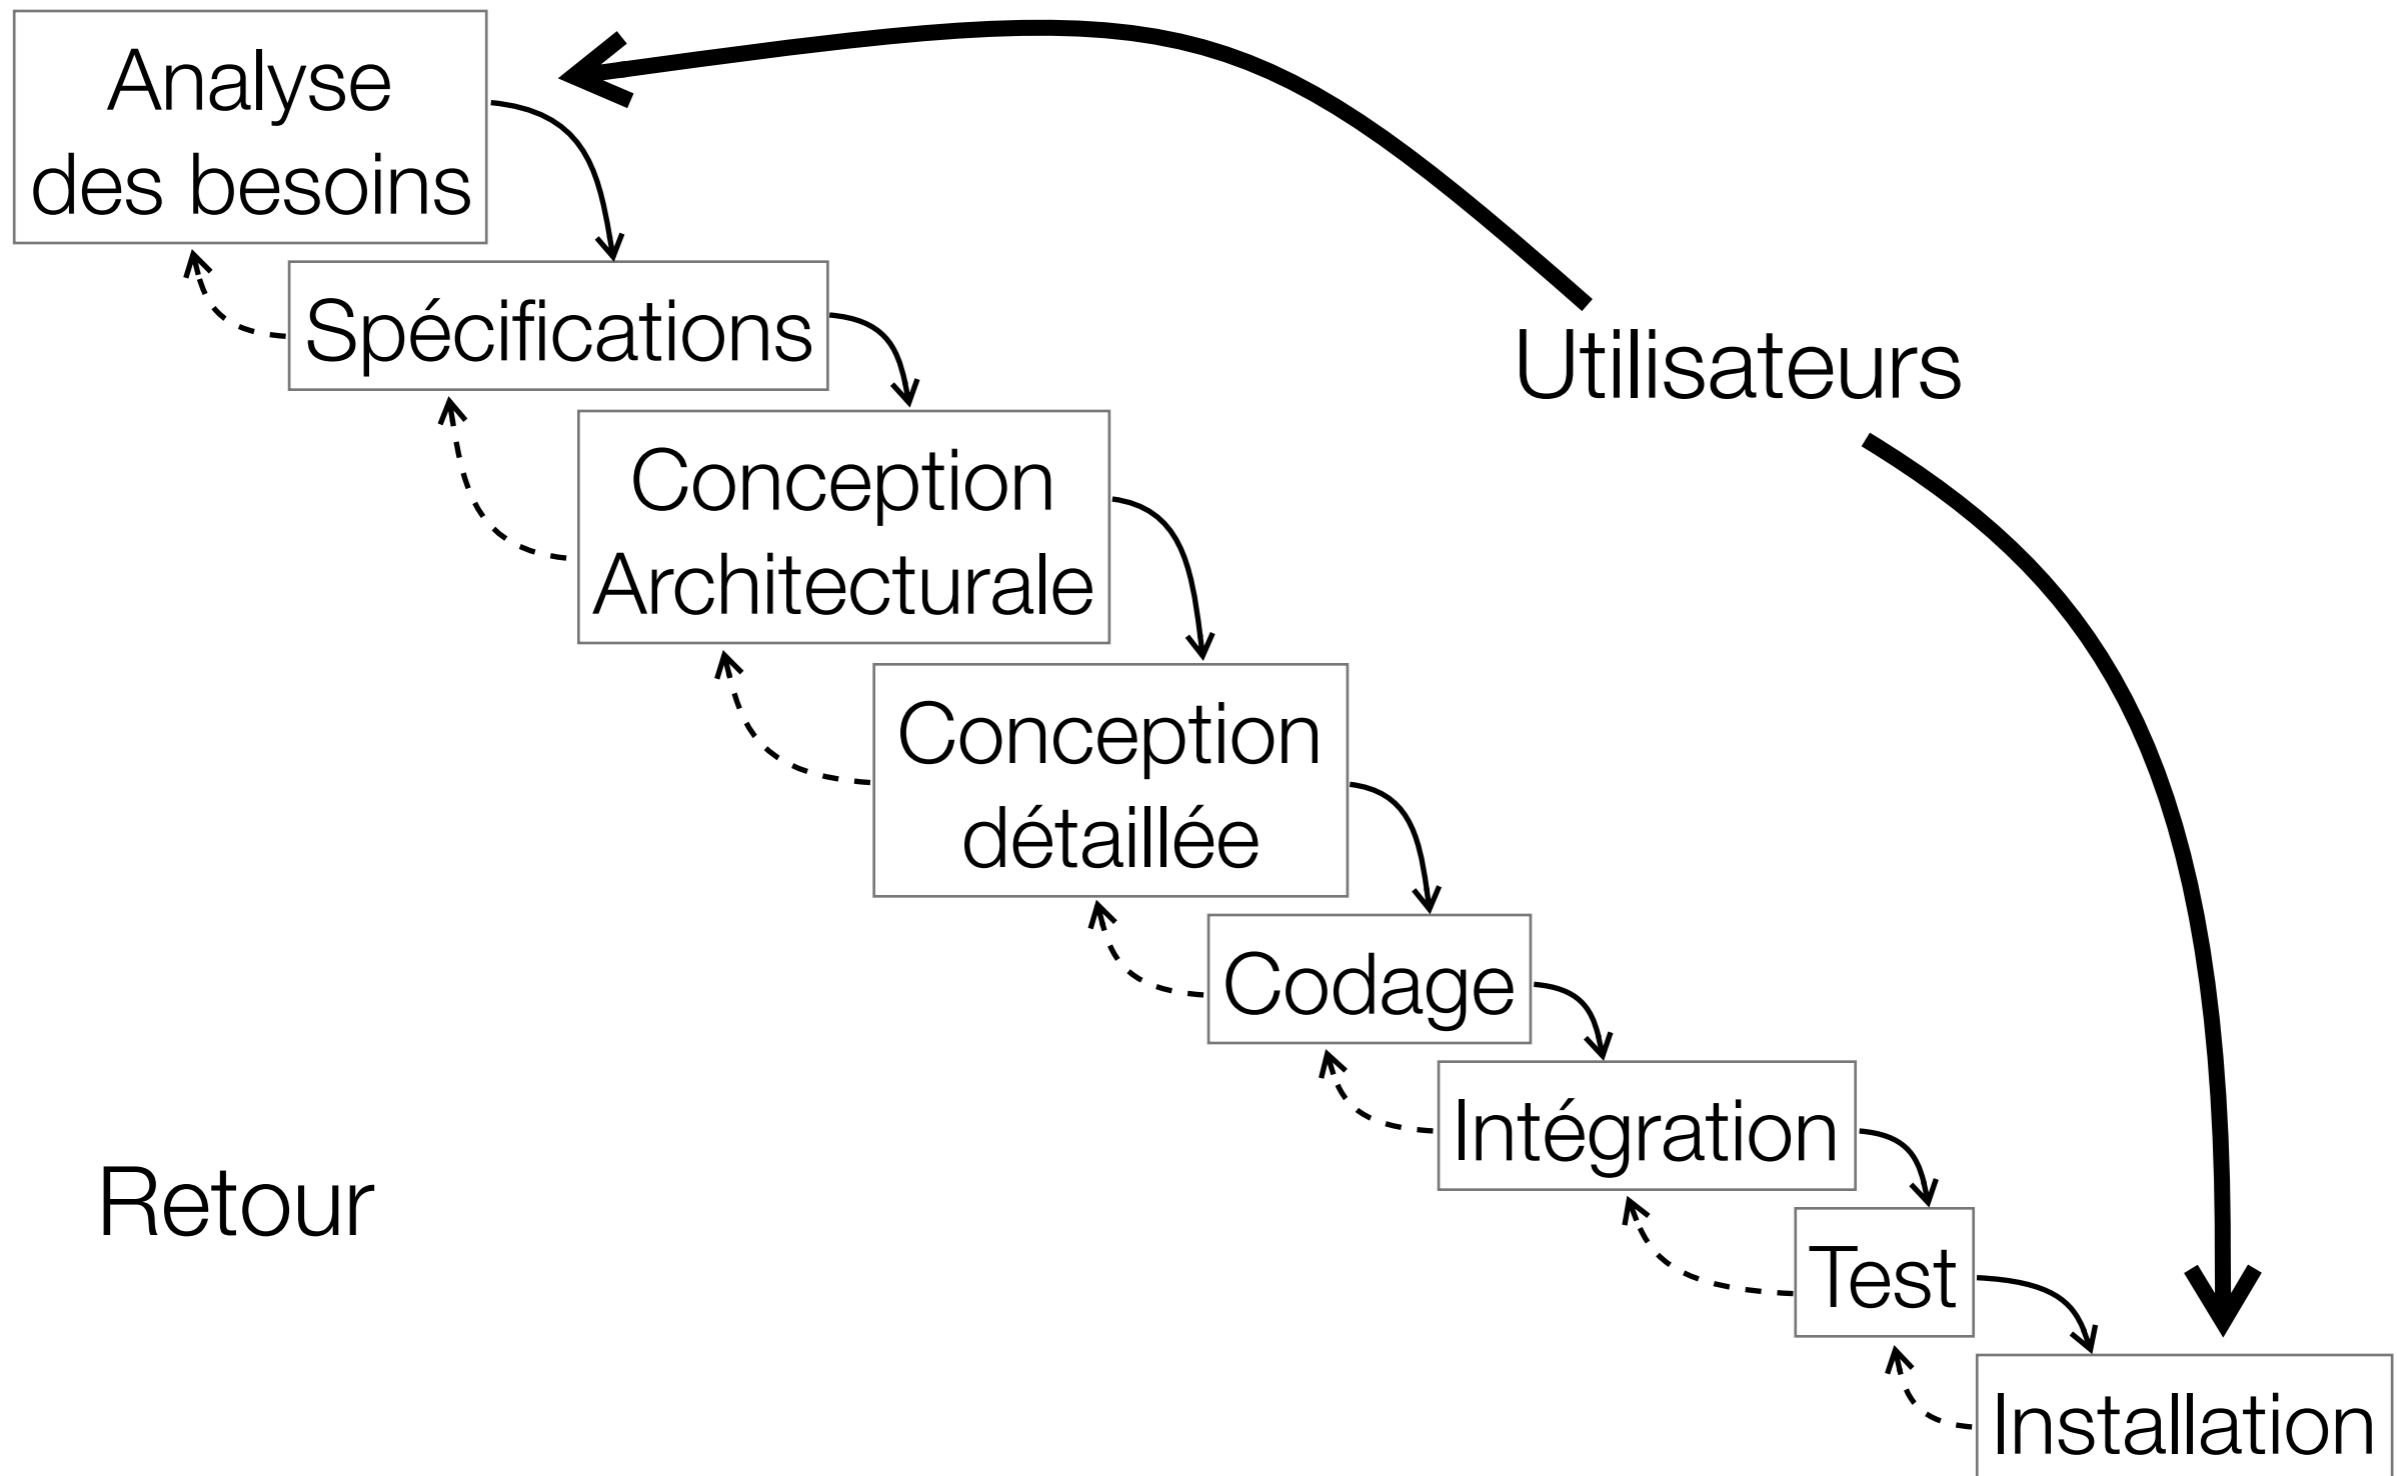 Analyse
des besoins
Spécifications
Utilisateurs
Conception
Architecturale
Conception
détaillée
Codage
Intégration
Retour
Test
Installation